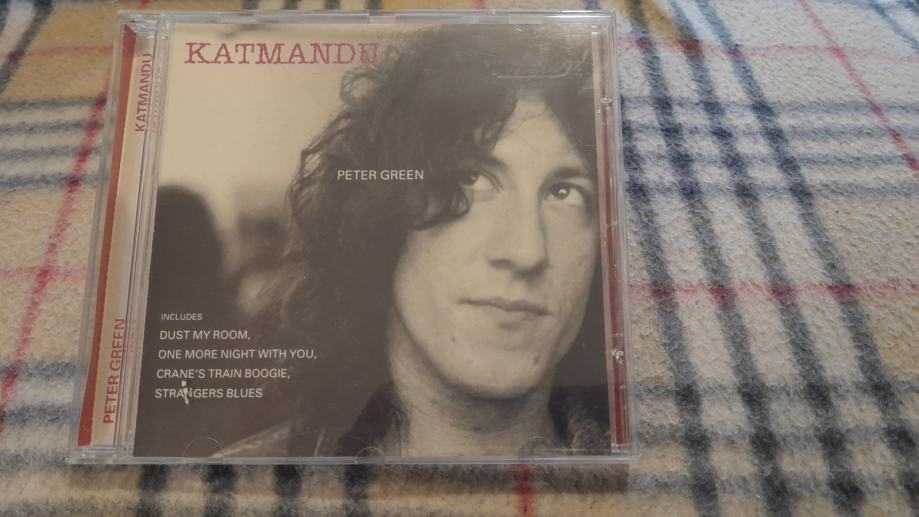 KATMANDU
KATMANDU
PETER GREEN
INCLUDES
DUST MY ROOM,
ONE MORE NIGHT WITH YOU,
CRANE'S TRAIN BOOGIE,
STRANGERS BLUES
PETER GREEN